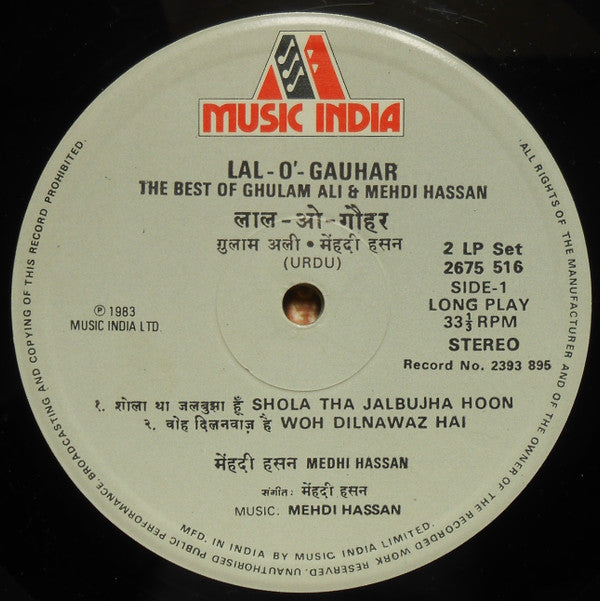 MUSIC INDIA
LAL-O'-GAUHAR
THE BEST OF GHULAM ALI & MEHDI HASSAN
लाल-ओ-गौहर
ग़ुलाम अली • मेंहदी हसन
(URDU)
2 LP Set
2675 516
SIDE-1
LONG PLAY
33⅓ RPM
STEREO
Record No. 2393 895
℗ 1983
MUSIC INDIA LTD.
१. शोला था जलबुझा हूँ SHOLA THA JALBUJHA HOON
२. वोह दिलनवाज़ है WOH DILNAWAZ HAI
मेंहदी हसन MEDHI HASSAN
संगीत: मेंहदी हसन
MUSIC. MEHDI HASSAN
MFD. IN INDIA BY MUSIC INDIA LIMITED.
ALL RIGHTS OF THE MANUFACTURER AND OF THE OWNER OF THE RECORDED WORK RESERVED. UNAUTHORISED PUBLIC PERFORMANCE, BROADCASTING AND COPYING OF THIS RECORD PROHIBITED.